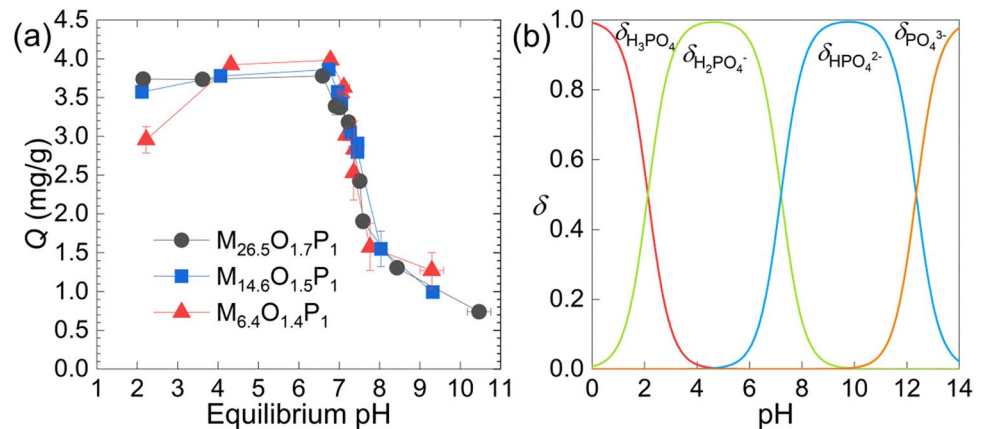 (a)
Q (mg/g)
4.5
4.0
3.5
3.0
2.5
2.0
1.5
1.0
0.5
0.0
M26.5O1.7P1
M14.6O1.5P1
M6.4O1.4P1
1 2 3 4 5 6 7 8 9 10 11
Equilibrium pH
(b)
δ
1.0
0.8
0.6
0.4
0.2
0.0
δH₃PO₄
δH₂PO₄⁻
δHPO₄²⁻
δPO₄³⁻
0 2 4 6 8 10 12 14
pH